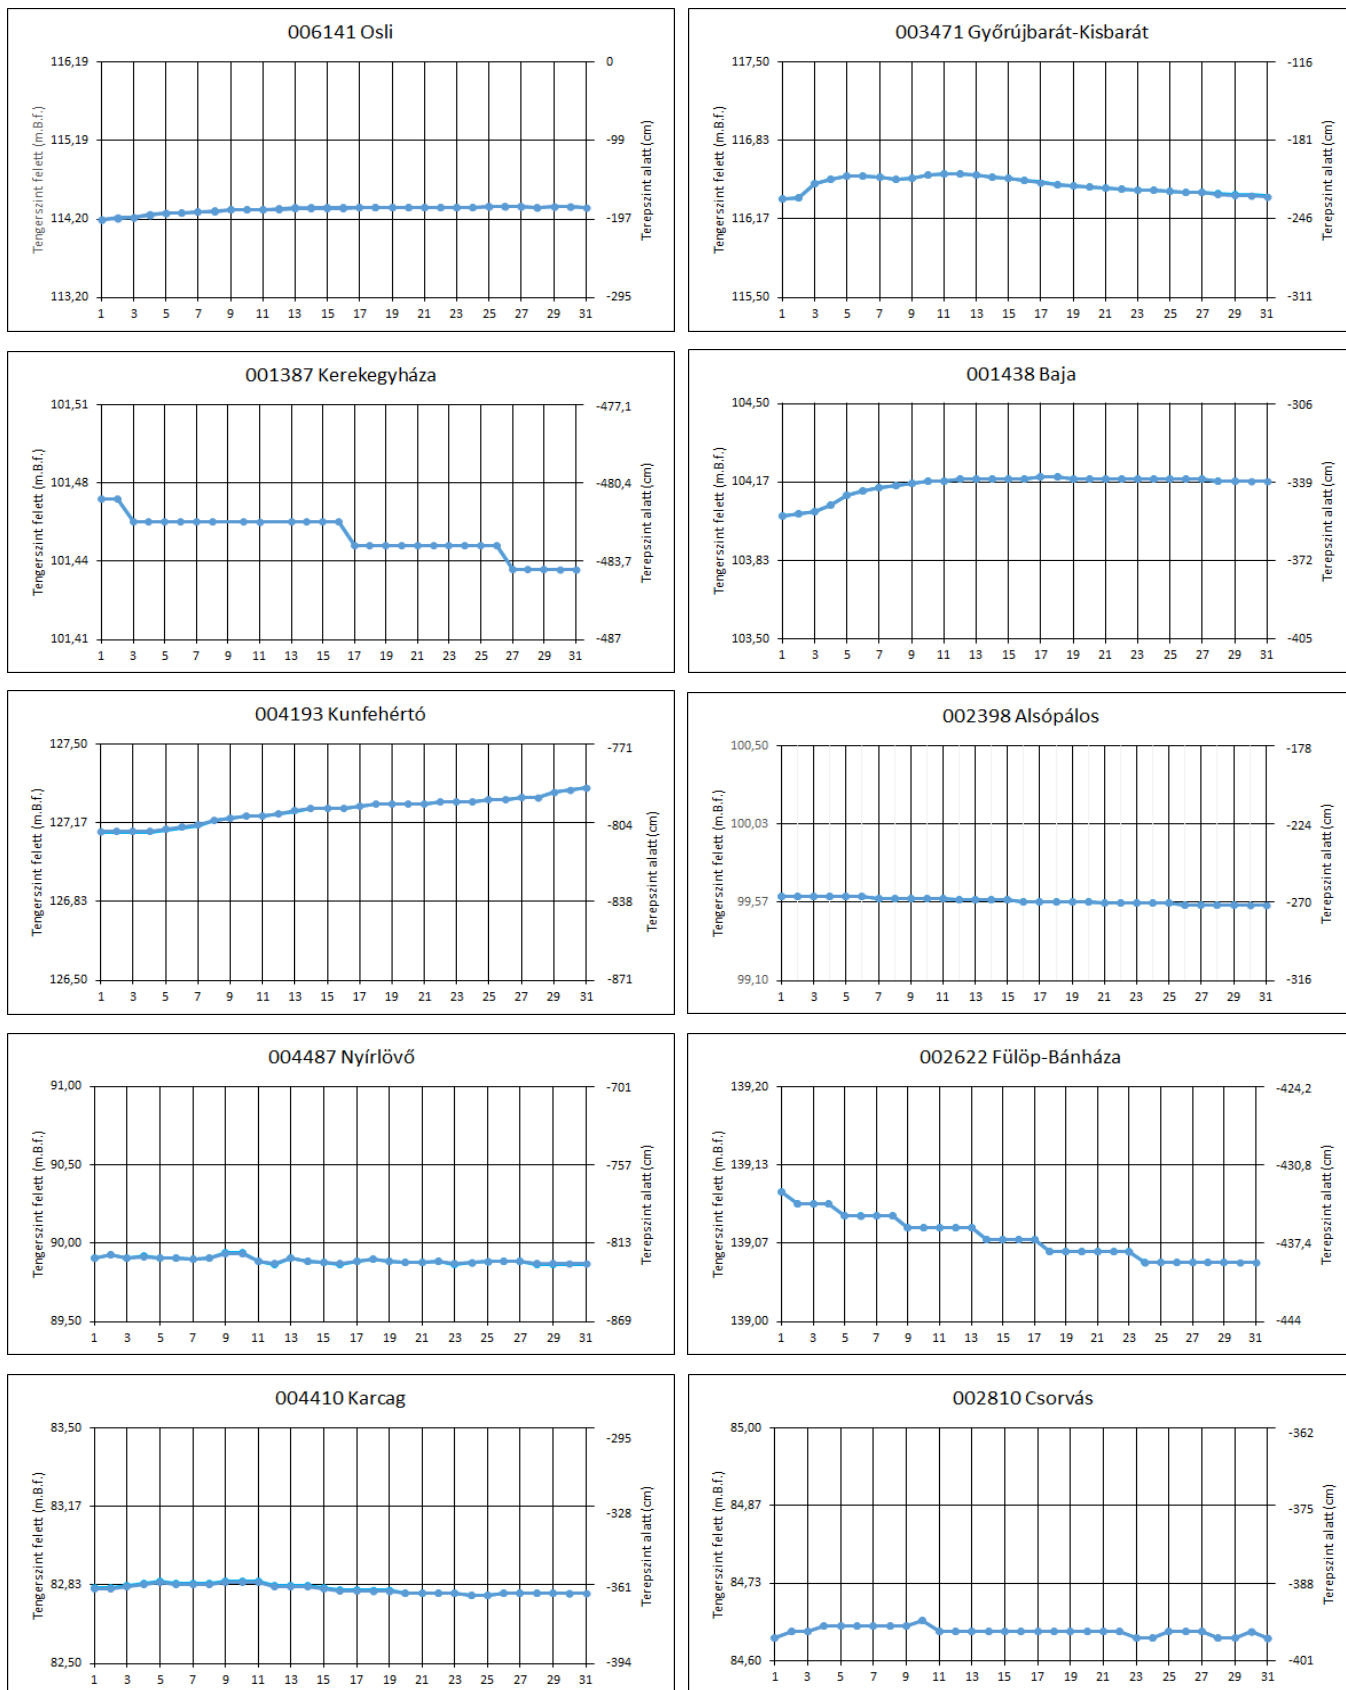 006141 Osli
Tengerszint felett (m.B.f.)
116,19
115,19
114,20
113,20
0
-99
-197
-295
Terepszint alatt (cm)
1 3 5 7 9 11 13 15 17 19 21 23 25 27 29 31
003471 Győrújbarát-Kisbarát
Tengerszint felett (m.B.f.)
117,50
116,83
116,17
115,50
-116
-181
-246
-311
Terepszint alatt (cm)
1 3 5 7 9 11 13 15 17 19 21 23 25 27 29 31
001387 Kerekegyháza
Tengerszint felett (m.B.f.)
101,51
101,48
101,44
101,41
-477,1
-480,4
-483,7
-487
Terepszint alatt (cm)
1 3 5 7 9 11 13 15 17 19 21 23 25 27 29 31
001438 Baja
Tengerszint felett (m.B.f.)
104,50
104,17
103,83
103,50
-306
-339
-372
-405
Terepszint alatt (cm)
1 3 5 7 9 11 13 15 17 19 21 23 25 27 29 31
004193 Kunfehértó
Tengerszint felett (m.B.f.)
127,50
127,17
126,83
126,50
-771
-804
-838
-871
Terepszint alatt (cm)
1 3 5 7 9 11 13 15 17 19 21 23 25 27 29 31
002398 Alsópálos
Tengerszint felett (m.B.f.)
100,50
100,03
99,57
99,10
-178
-224
-270
-316
Terepszint alatt (cm)
1 3 5 7 9 11 13 15 17 19 21 23 25 27 29 31
004487 Nyírlövő
Tengerszint felett (m.B.f.)
91,00
90,50
90,00
89,50
-701
-757
-813
-869
Terepszint alatt (cm)
1 3 5 7 9 11 13 15 17 19 21 23 25 27 29 31
002622 Fülöp-Bánháza
Tengerszint felett (m.B.f.)
139,20
139,13
139,07
139,00
-424,2
-430,8
-437,4
-444
Terepszint alatt (cm)
1 3 5 7 9 11 13 15 17 19 21 23 25 27 29 31
004410 Karcag
Tengerszint felett (m.B.f.)
83,50
83,17
82,83
82,50
-295
-328
-361
-394
Terepszint alatt (cm)
1 3 5 7 9 11 13 15 17 19 21 23 25 27 29 31
002810 Csorvás
Tengerszint felett (m.B.f.)
85,00
84,87
84,73
84,60
-362
-375
-388
-401
Terepszint alatt (cm)
1 3 5 7 9 11 13 15 17 19 21 23 25 27 29 31